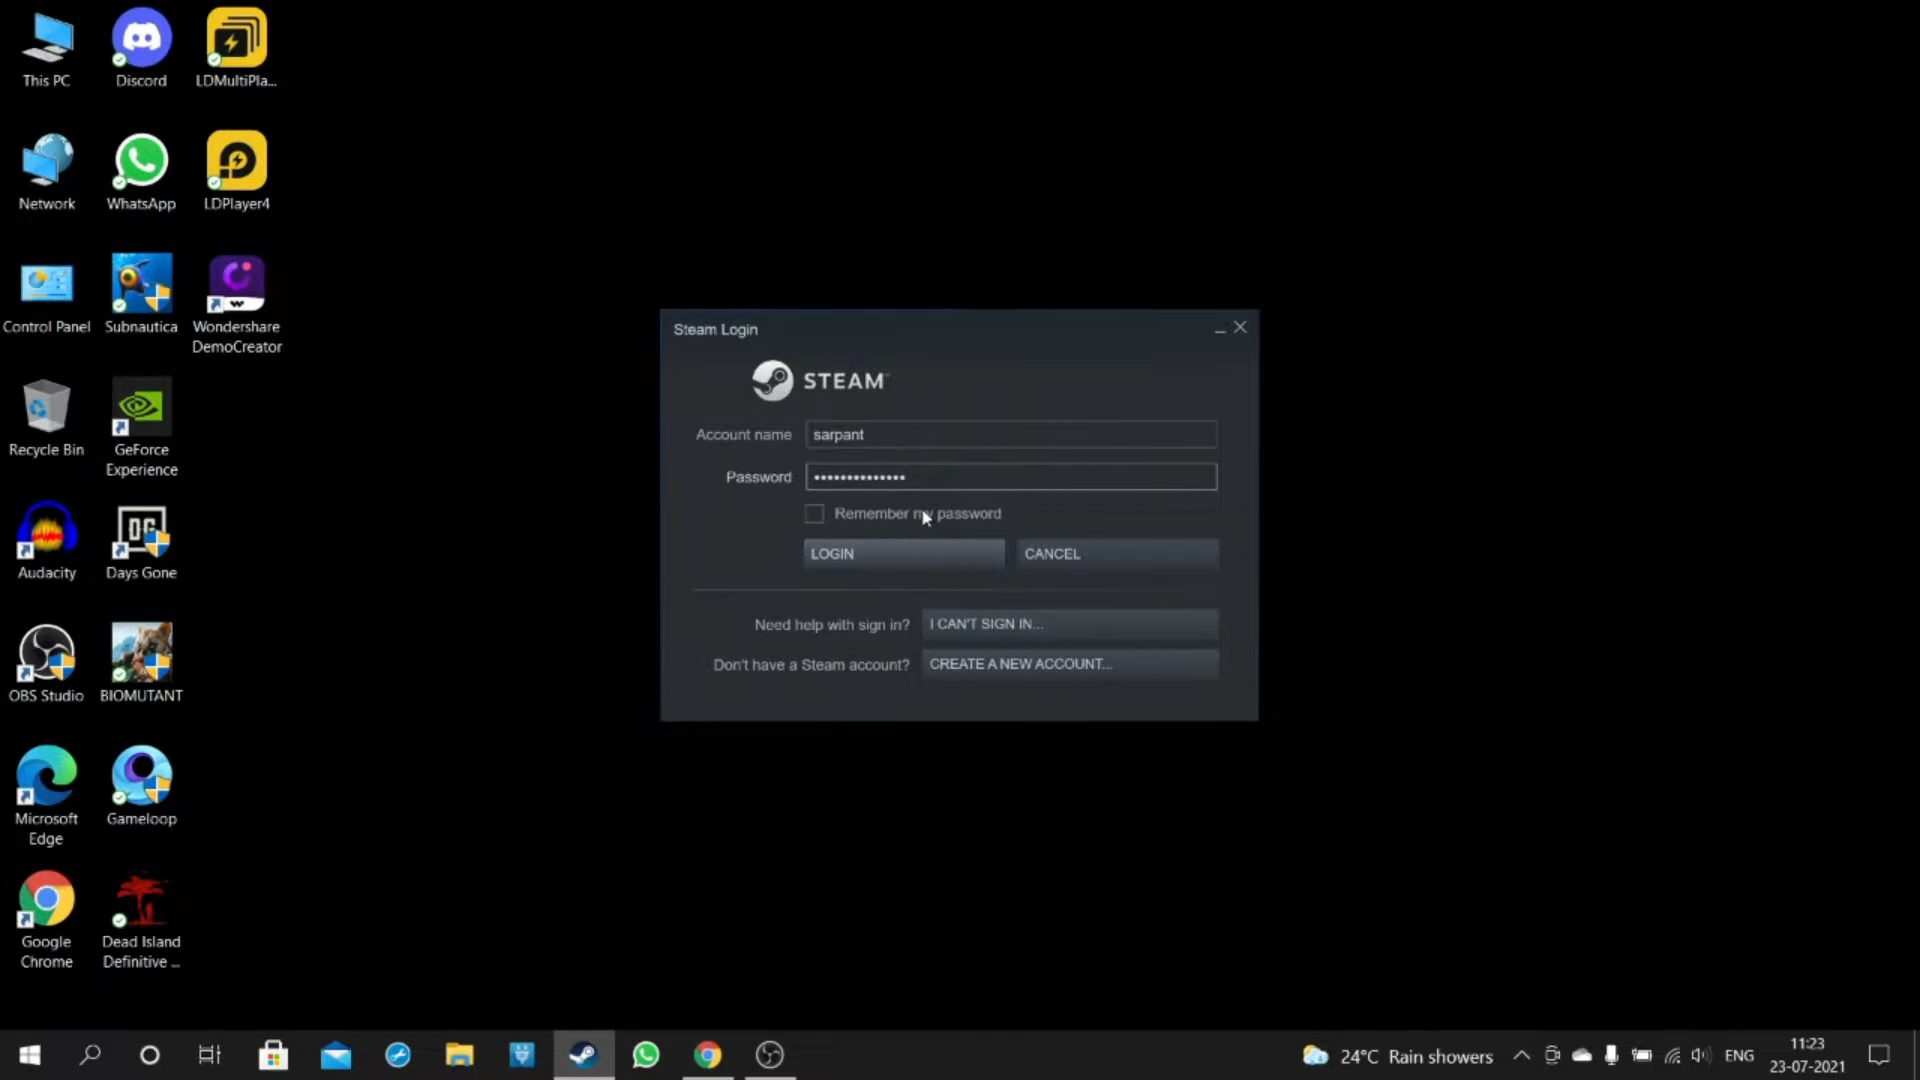 This PC
Discord
LDMultiPla...
Network
WhatsApp
LDPlayer4
Control Panel
Subnautica
Wondershare
DemoCreator
Recycle Bin
GeForce
Experience
Audacity
DG
Days Gone
OBS Studio
BIOMUTANT
Microsoft
Edge
Gameloop
Google
Chrome
Dead Island
Definitive ...
Steam Login
STEAM™
Account name
sarpant
Password
••••••••••••••
Remember my password
LOGIN
CANCEL
Need help with sign in?
I CAN'T SIGN IN...
Don't have a Steam account?
CREATE A NEW ACCOUNT...
24°C Rain showers
ENG
11:23
23-07-2021